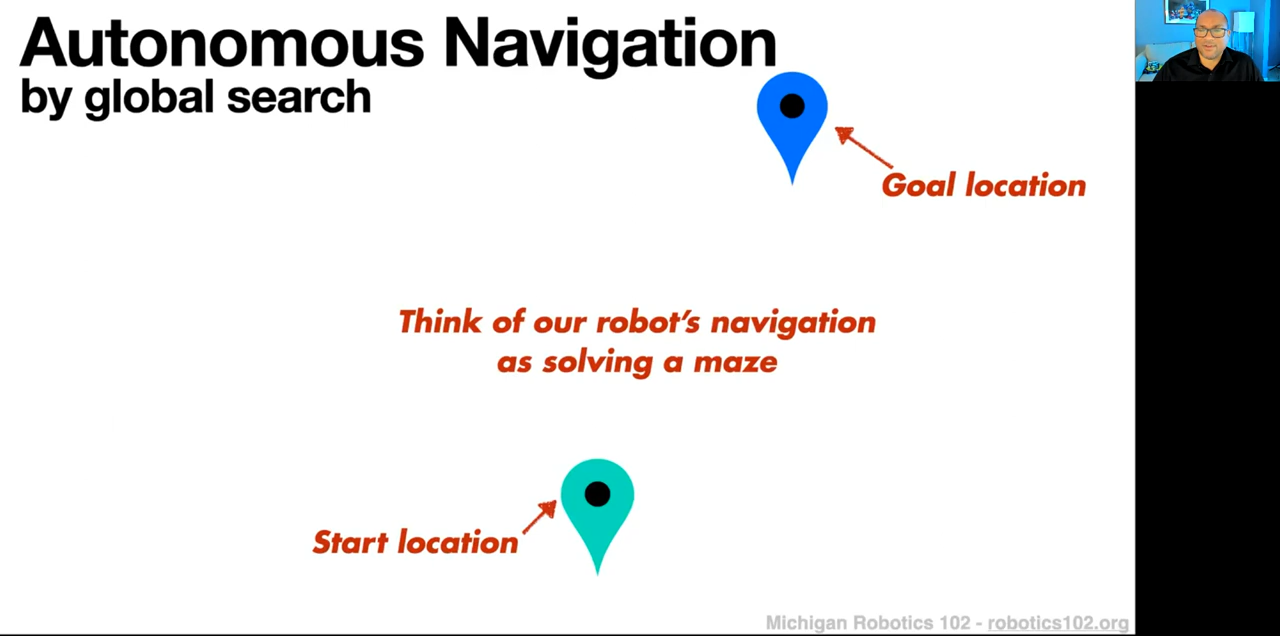 Autonomous Navigation
by global search
Goal location
Think of our robot's navigation
as solving a maze
Start location
Michigan Robotics 102 - robotics102.org